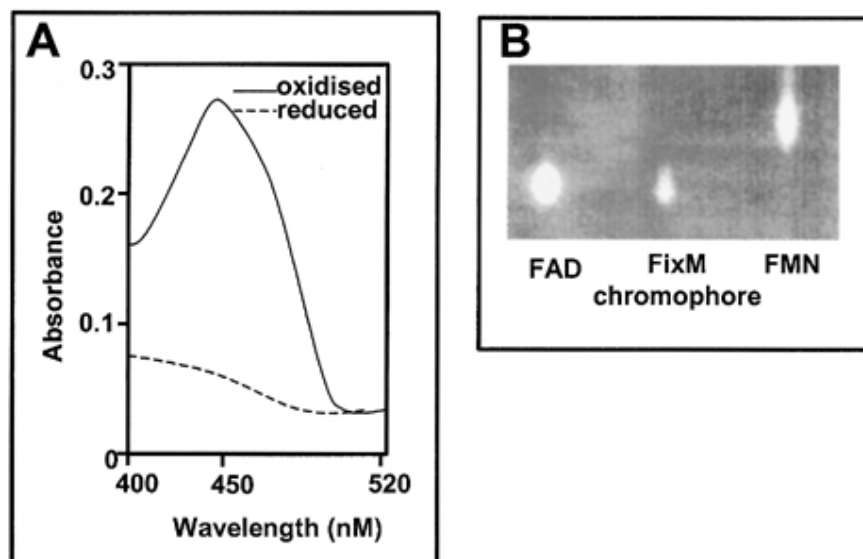 A
0.3
oxidised
reduced
0.2
Absorbance
0.1
0
400 450 520
Wavelength (nM)
B
FAD FixM FMN
chromophore